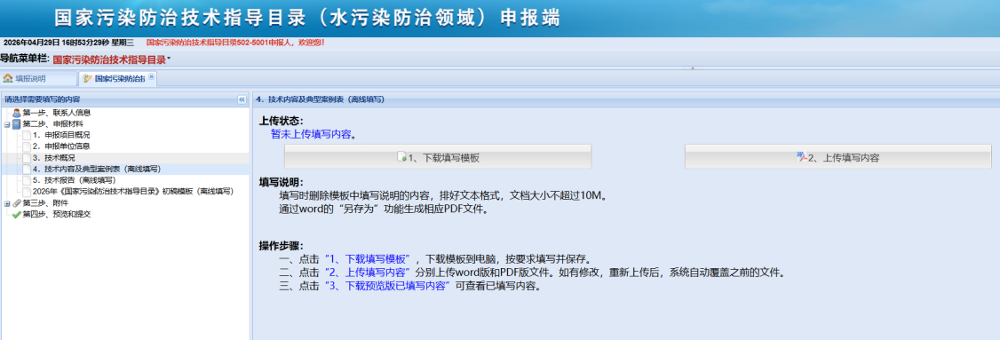 国家污染防治技术指导目录（水污染防治领域）申报端
2026年04月29日 16时53分29秒 星期三 国家污染防治技术指导目录502-5001申报人，欢迎您！
导航菜单栏: 国家污染防治技术指导目录
填报说明 国家污染防治技
请选择需要填写的内容
第一步、联系人信息
第二步、申报材料
1．申报项目概况
2．申报单位信息
3．技术概况
4．技术内容及典型案例表（离线填写）
5．技术报告（离线填写）
2026年《国家污染防治技术指导目录》初稿模板（离线填写）
第三步、附件
第四步、预览和提交
4．技术内容及典型案例表（离线填写）
上传状态：
暂未上传填写内容。
1、下载填写模板 2、上传填写内容
填写说明：
填写时删除模板中填写说明的内容，排好文本格式，文档大小不超过10M。
通过word的“另存为”功能生成相应PDF文件。
操作步骤：
一、点击“1、下载填写模板”，下载模板到电脑，按要求填写并保存。
二、点击“2、上传填写内容”分别上传word版和PDF版文件。如有修改，重新上传后，系统自动覆盖之前的文件。
三、点击“3、下载预览版已填写内容”可查看已填写内容。